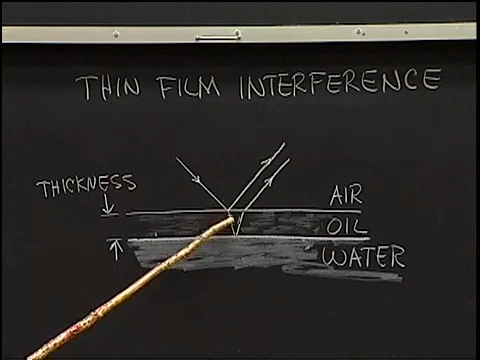 THIN FILM INTERFERENCE
THICKNESS
AIR
OIL
WATER